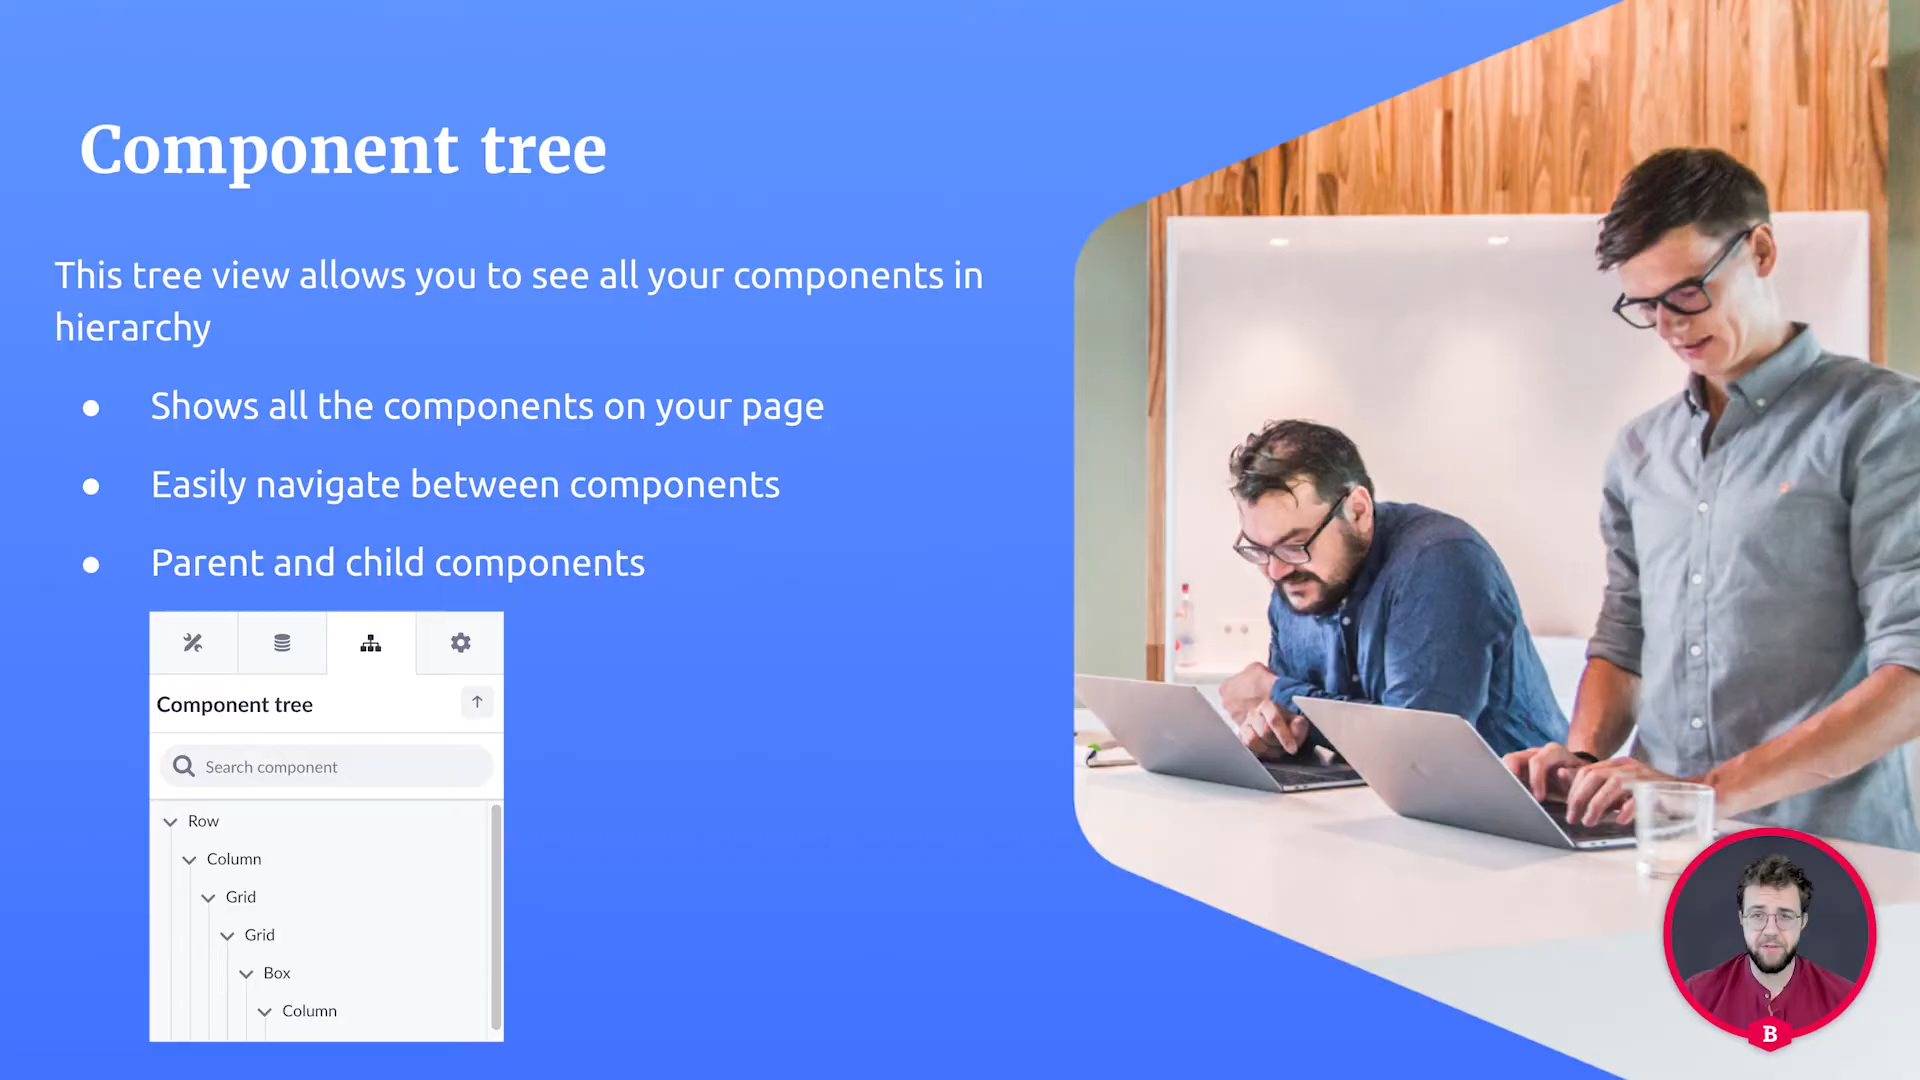 Component tree
This tree view allows you to see all your components in
hierarchy
● Shows all the components on your page
● Easily navigate between components
● Parent and child components
Component tree
Search component
Row
Column
Grid
Grid
Box
Column
B